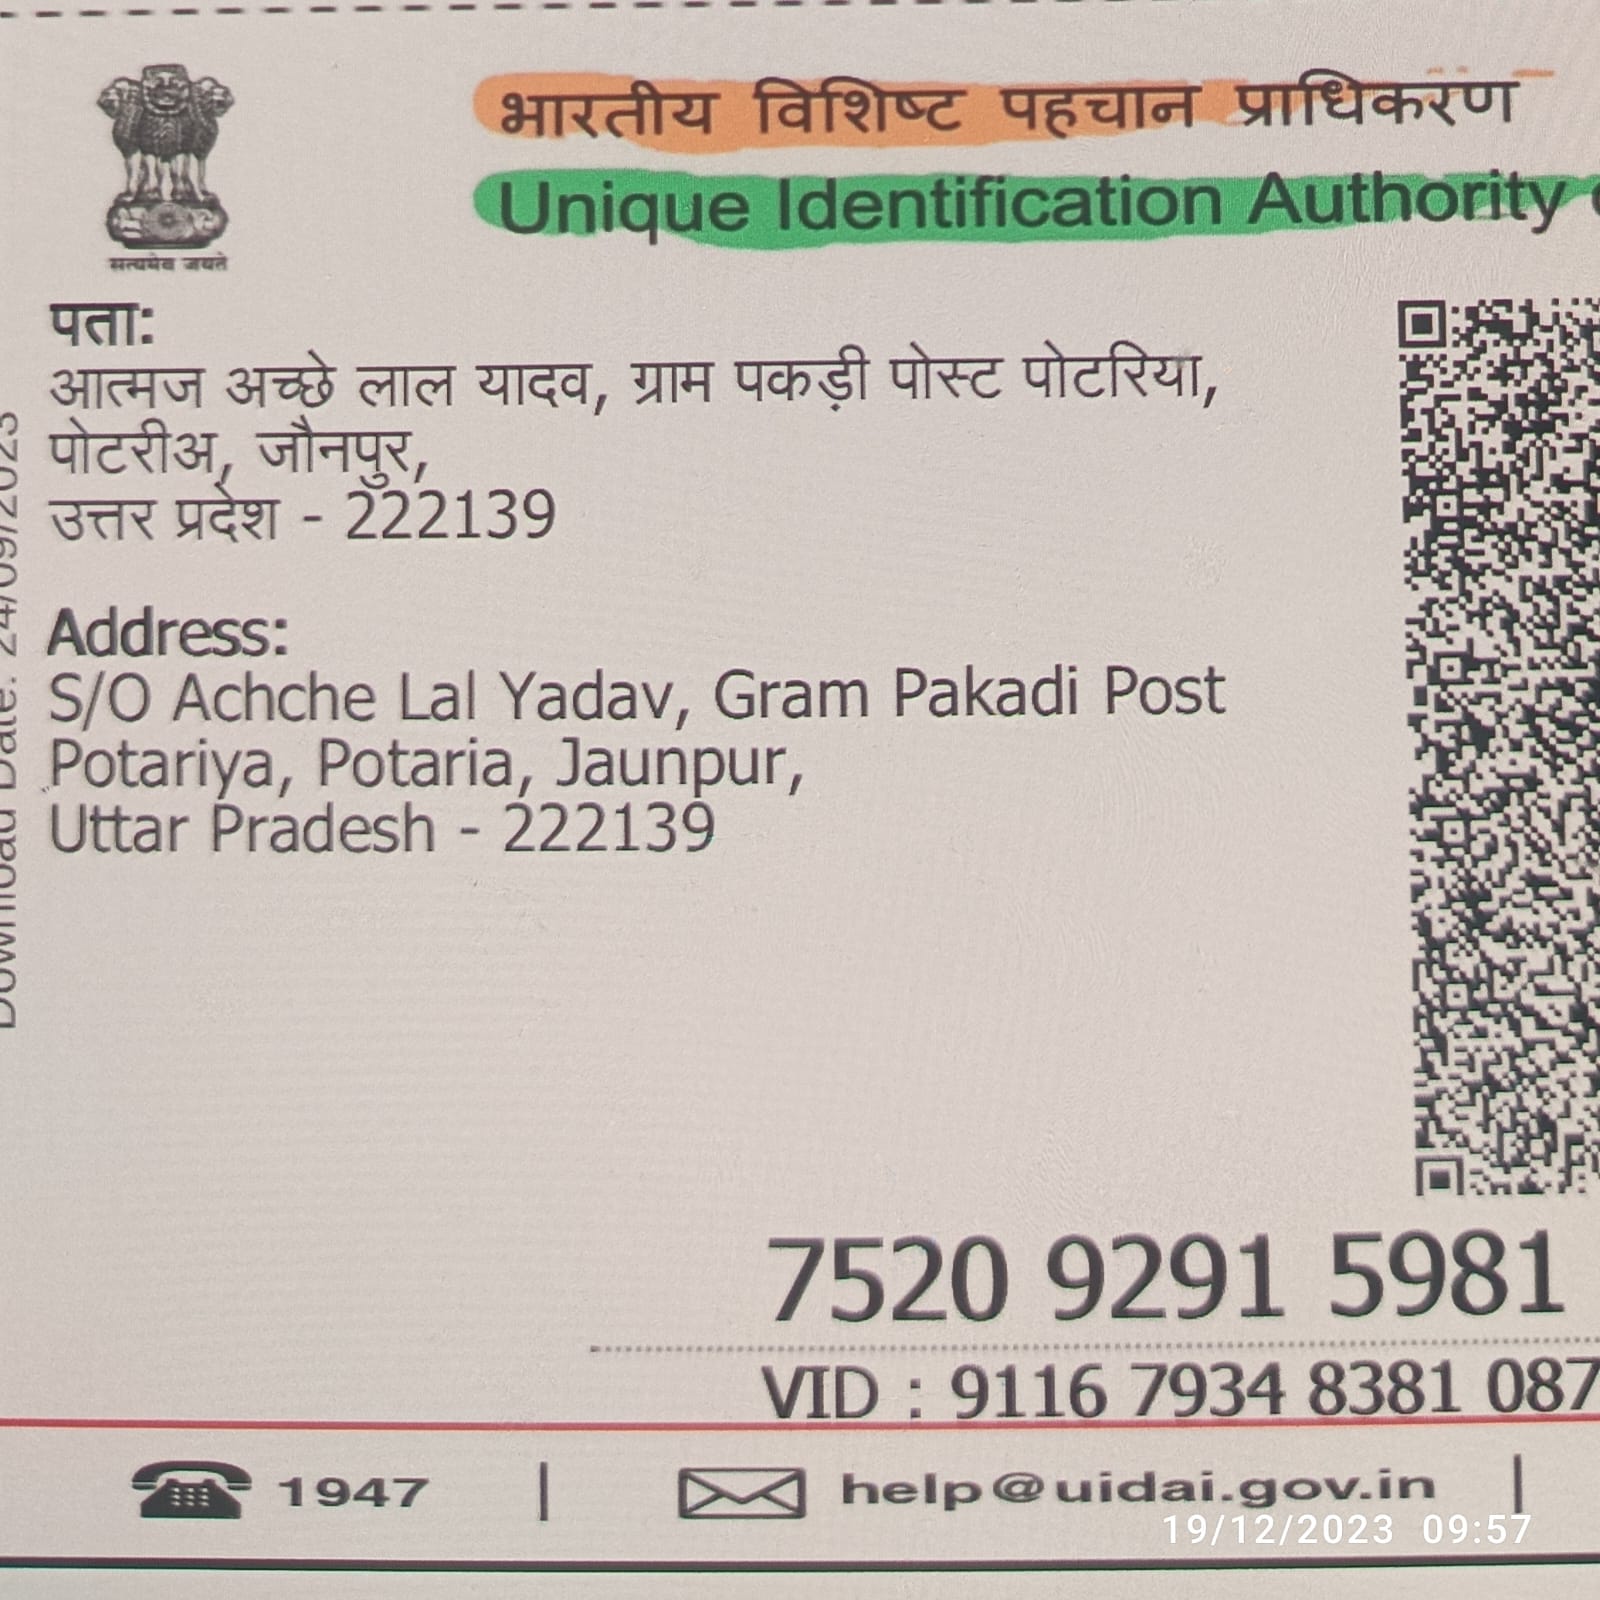 सत्यमेव जयते
भारतीय विशिष्ट पहचान प्राधिकरण
Unique Identification Authority
पता:
आत्मज अच्छे लाल यादव, ग्राम पकड़ी पोस्ट पोटरिया,
पोटरीअ, जौनपुर,
उत्तर प्रदेश - 222139
Address:
S/O Achche Lal Yadav, Gram Pakadi Post
Potariya, Potaria, Jaunpur,
Uttar Pradesh - 222139
Download Date: 24/09/2023
7520 9291 5981
VID : 9116 7934 8381 087
1947 | help@uidai.gov.in |
19/12/2023 09:57